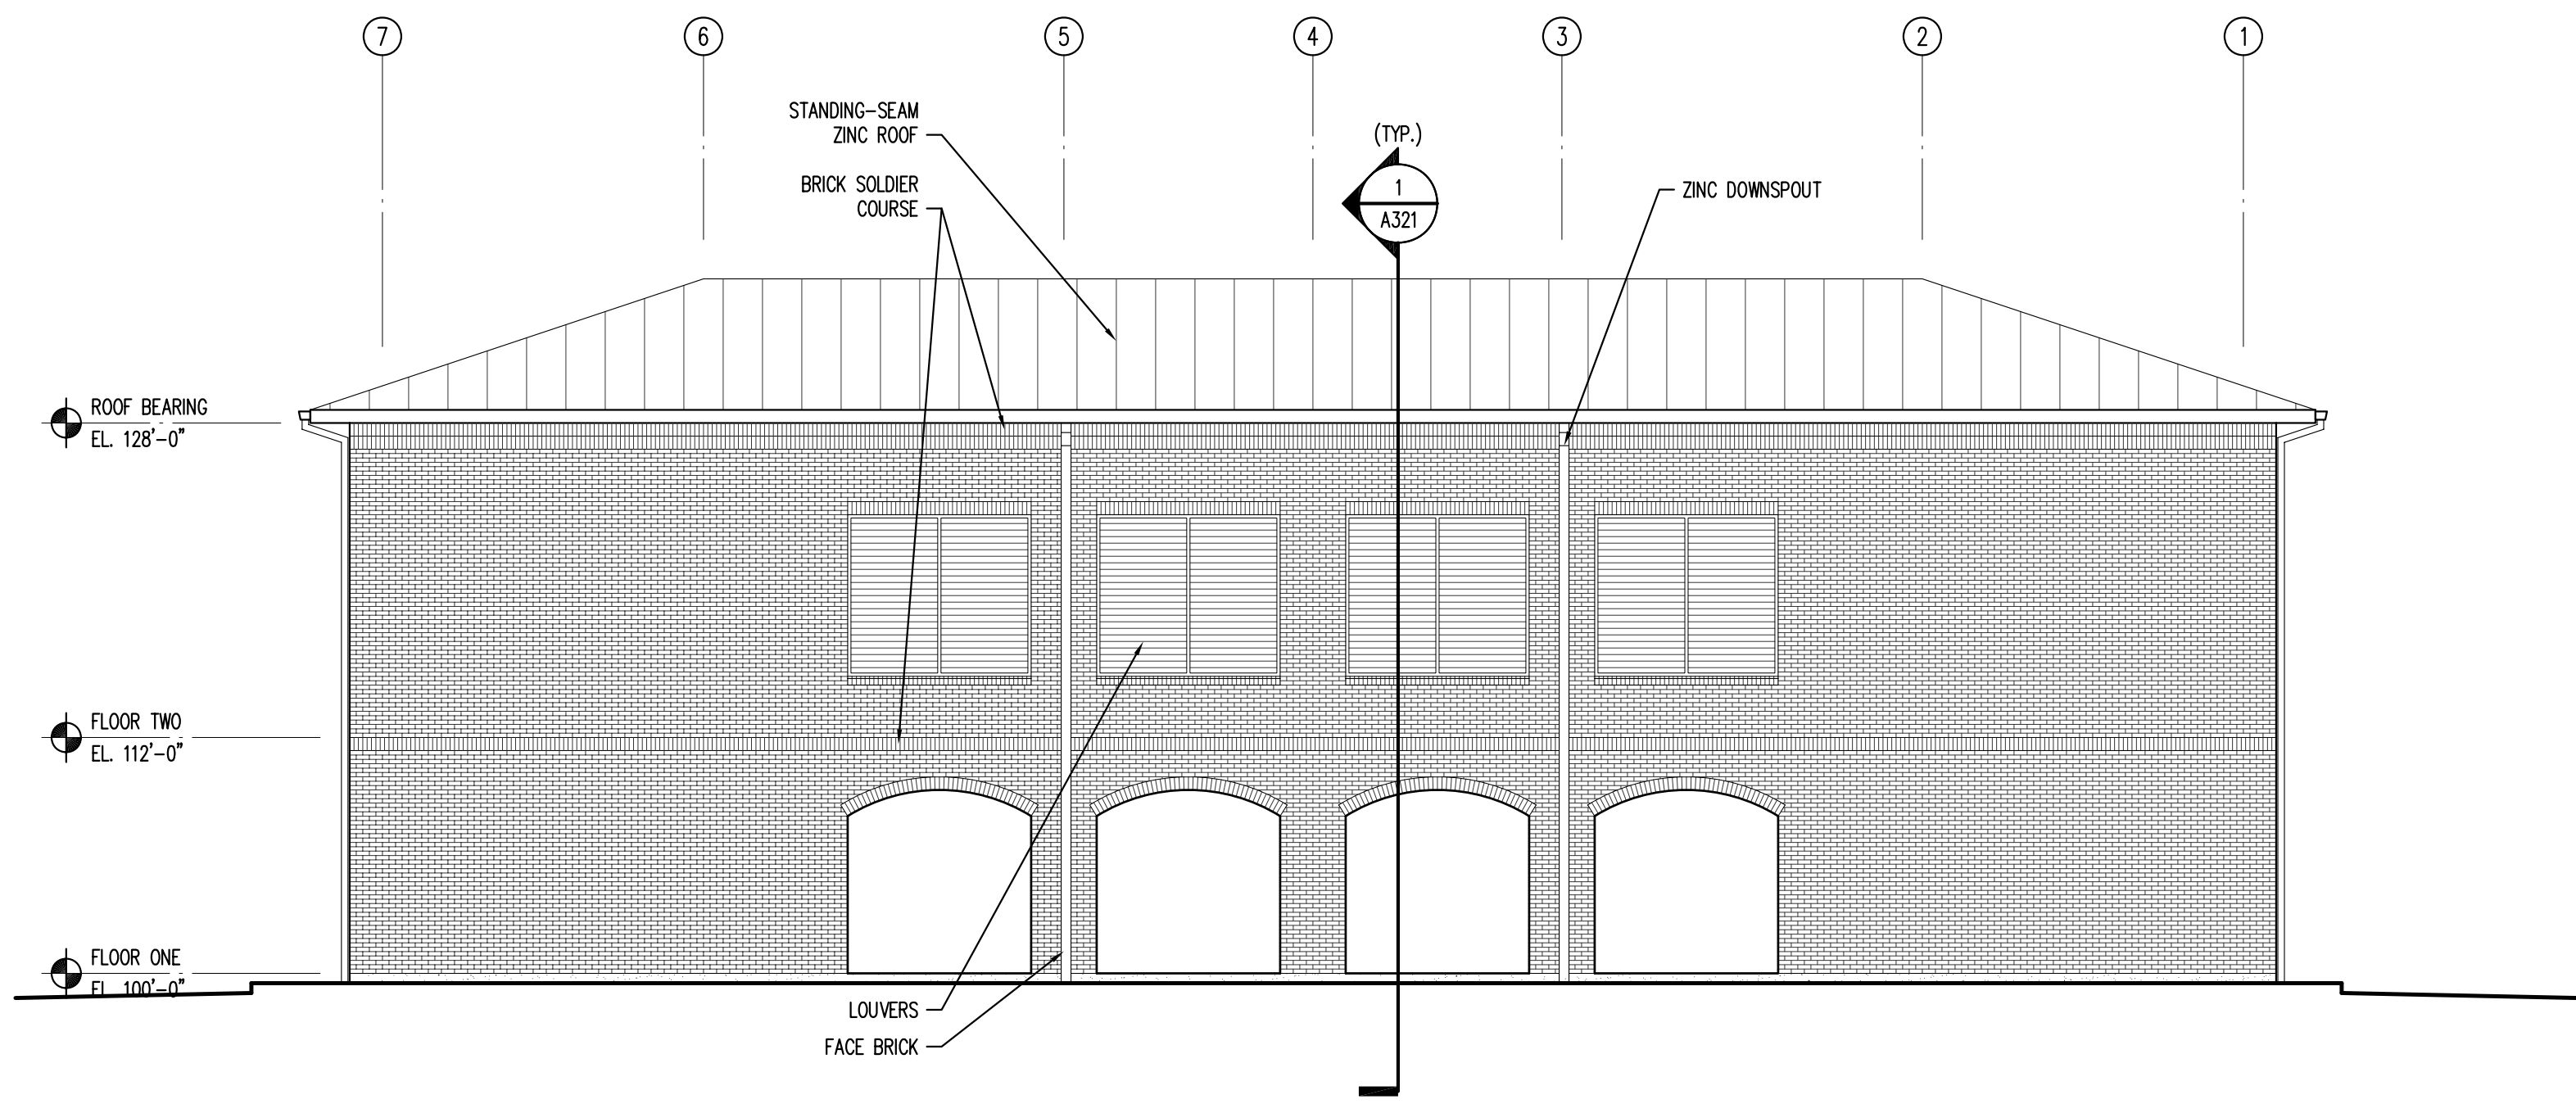 7 6 5 4 3 2 1
STANDING-SEAM
ZINC ROOF
(TYP.)
BRICK SOLDIER
COURSE
1
A321
ZINC DOWNSPOUT
ROOF BEARING
EL. 128'-0"
FLOOR TWO
EL. 112'-0"
FLOOR ONE
EL. 100'-0"
LOUVERS
FACE BRICK